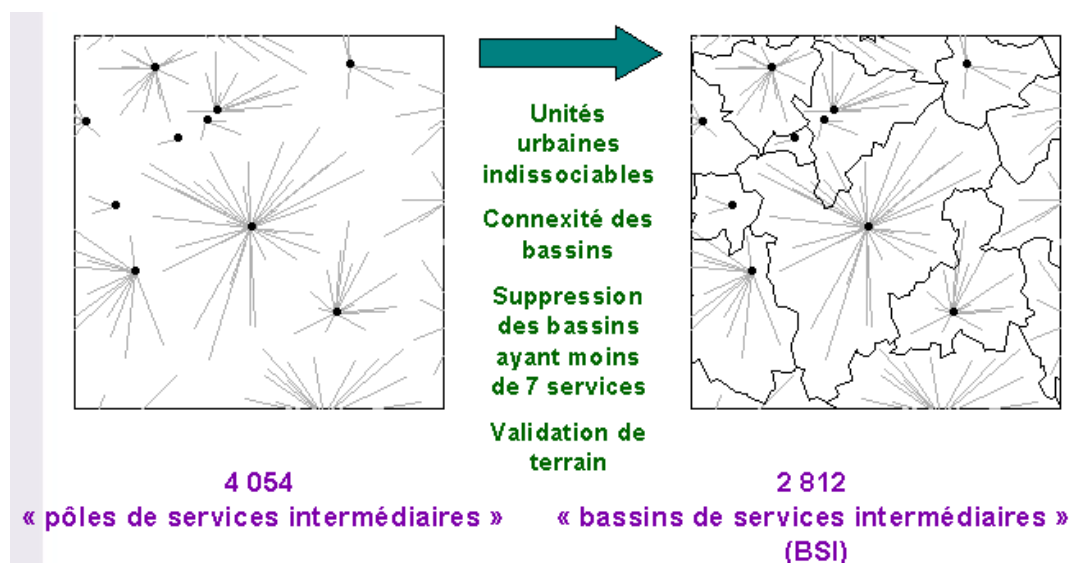 Unités
urbaines
indissociables
Connexité des
bassins
Suppression
des bassins
ayant moins
de 7 services
Validation de
terrain
4 054
« pôles de services intermédiaires »
2 812
« bassins de services intermédiaires »
(BSI)